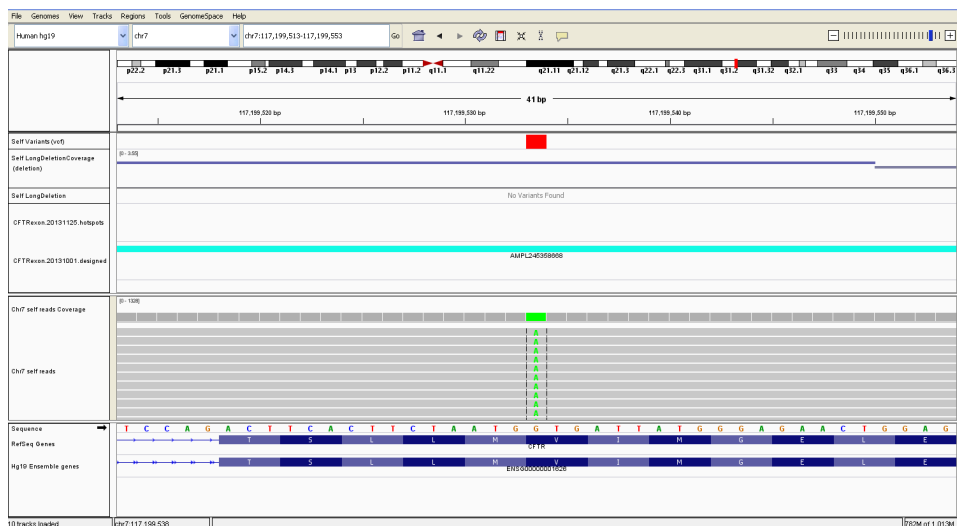 File Genomes View Tracks Regions Tools GenomeSpace Help
Human hg19 chr7 chr7:117,199,513-117,199,553 Go
p22.2 p21.3 p21.1 p15.2 p14.3 p14.1 p13 p12.2 p11.2 q11.1 q11.22 q21.11 q21.12 q21.3 q22.1 q22.3 q31.1 q31.2 q31.32 q32.1 q33 q34 q35 q36.1 q36.3
41 bp
117,199,520 bp 117,199,530 bp 117,199,540 bp 117,199,550 bp
Self Variants (vcf)
Self LongDeletionCoverage (deletion)
[0 - 3.55]
Self LongDeletion
No Variants Found
CFTRexon.20131125.hotspots
CFTRexon.20131001.designed
AMPL245358668
Chr7 self reads Coverage
[0 - 1328]
Chr7 self reads
A
A
A
A
A
A
A
A
A
A
Sequence T C C A G A C T T C A C T T C T A A T G G T G A T T A T G G G A G A A C T G G A G
RefSeq Genes T S L L M V I M G E L E
CFTR
Hg19 Ensemble genes T S L L M V I M G E L E
ENSG00000001626
10 tracks loaded chr7:117,199,538 782M of 1,013M